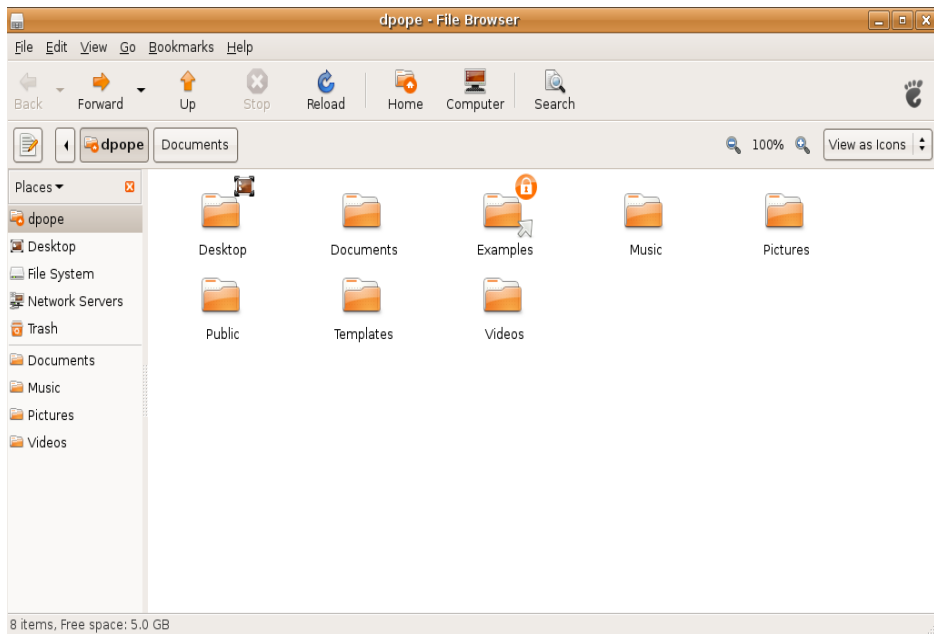 dpope - File Browser
File Edit View Go Bookmarks Help
Back Forward Up Stop Reload Home Computer Search
dpope Documents 100% View as Icons
Places
dpope
Desktop
File System
Network Servers
Trash
Documents
Music
Pictures
Videos
Desktop Documents Examples Music Pictures
Public Templates Videos
8 items, Free space: 5.0 GB